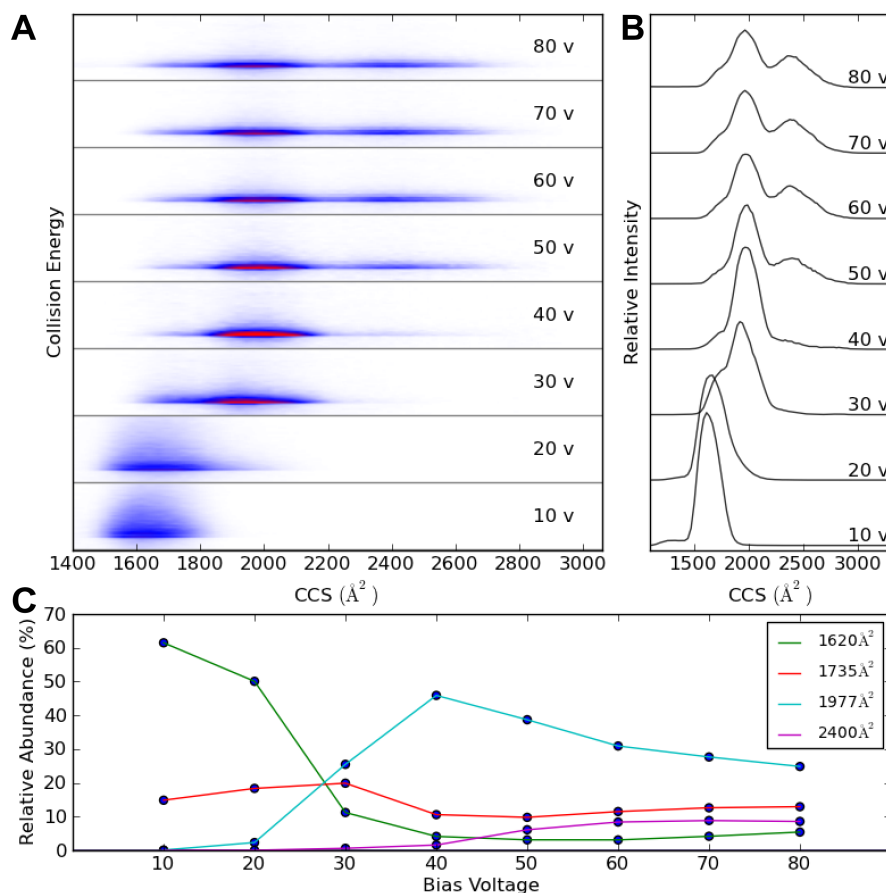 A
80 v
70 v
60 v
50 v
40 v
30 v
20 v
10 v
Collision Energy
1400 1600 1800 2000 2200 2400 2600 2800 3000
CCS (Å²)
B
80 v
70 v
60 v
50 v
40 v
30 v
20 v
10 v
Relative Intensity
1500 2000 2500 3000
CCS (Å²)
C
70
60
50
40
30
20
10
0
Relative Abundance (%)
10 20 30 40 50 60 70 80
Bias Voltage
1620Å²
1735Å²
1977Å²
2400Å²